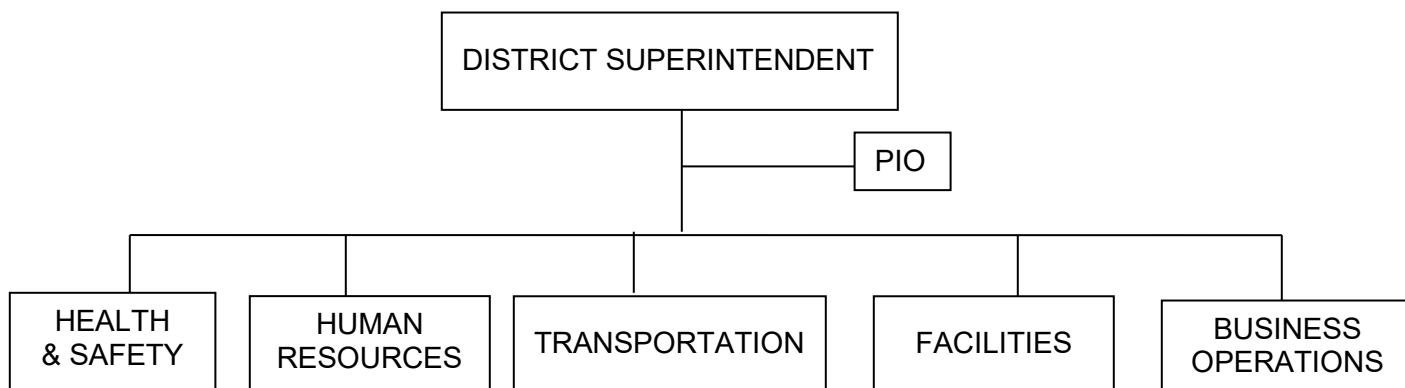 DISTRICT SUPERINTENDENT
PIO
HEALTH
& SAFETY
HUMAN
RESOURCES
TRANSPORTATION
FACILITIES
BUSINESS
OPERATIONS